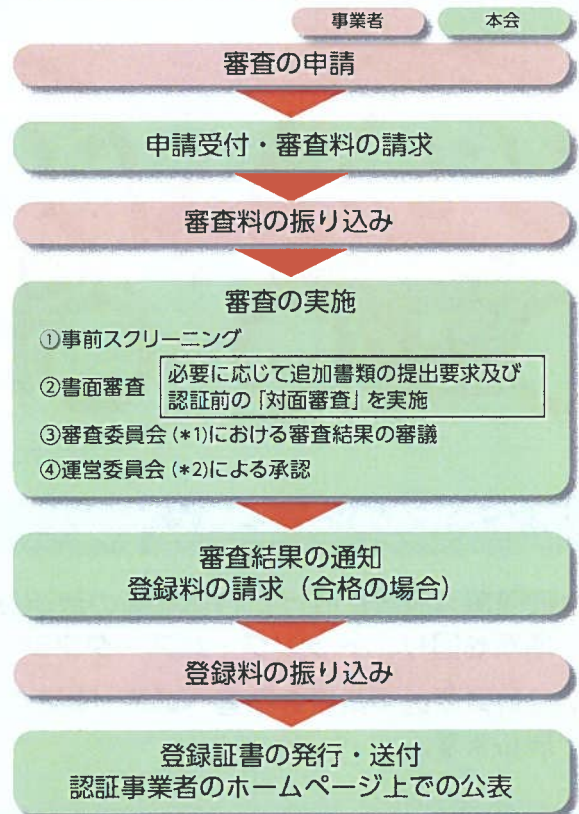 事業者
本会
審査の申請
申請受付・審査料の請求
審査料の振り込み
審査の実施
①事前スクリーニング
②書面審査
必要に応じて追加書類の提出要求及び
認証前の「対面審査」を実施
③審査委員会(*1)における審査結果の審議
④運営委員会(*2)による承認
審査結果の通知
登録料の請求（合格の場合）
登録料の振り込み
登録証書の発行・送付
認証事業者のホームページ上での公表